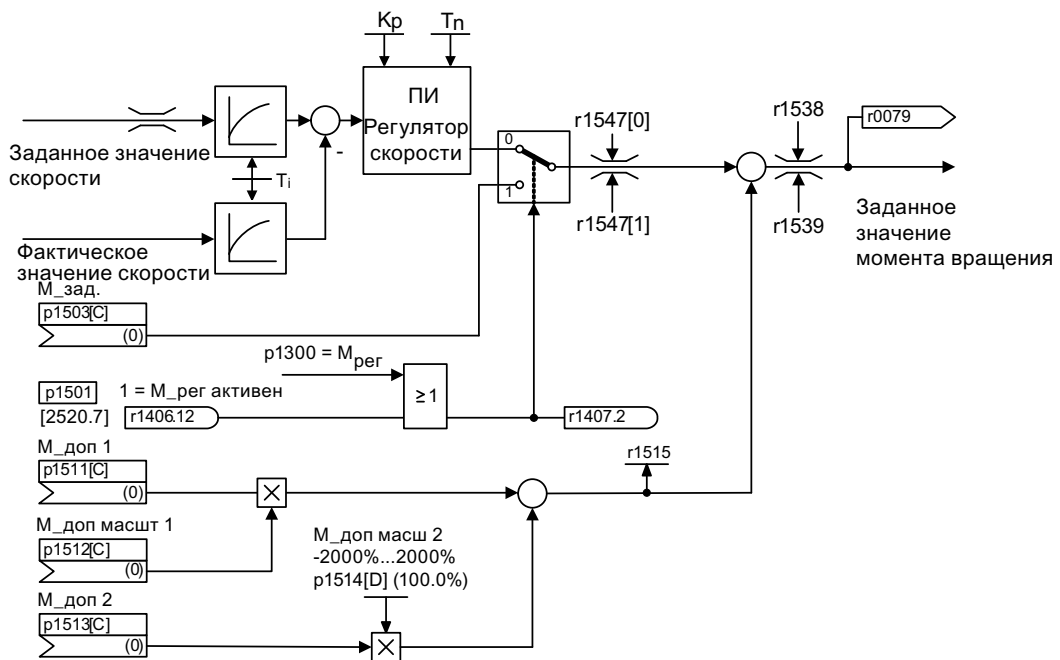 Kp
Tn
ПИ
Регулятор
скорости
Заданное значение
скорости
-
Ti
Фактическое
значение скорости
0
1
r1547[0]
r1547[1]
r1538
r1539
r0079
Заданное
значение
момента вращения
М_зад.
p1503[C]
(0)
p1300 = М_рег
≥ 1
p1501
[2520.7]
1 = М_рег активен
r1406.12
r1407.2
М_доп 1
p1511[C]
(0)
×
r1515
М_доп масшт 1
p1512[C]
(0)
М_доп масш 2
-2000%...2000%
p1514[D] (100.0%)
М_доп 2
p1513[C]
(0)
×